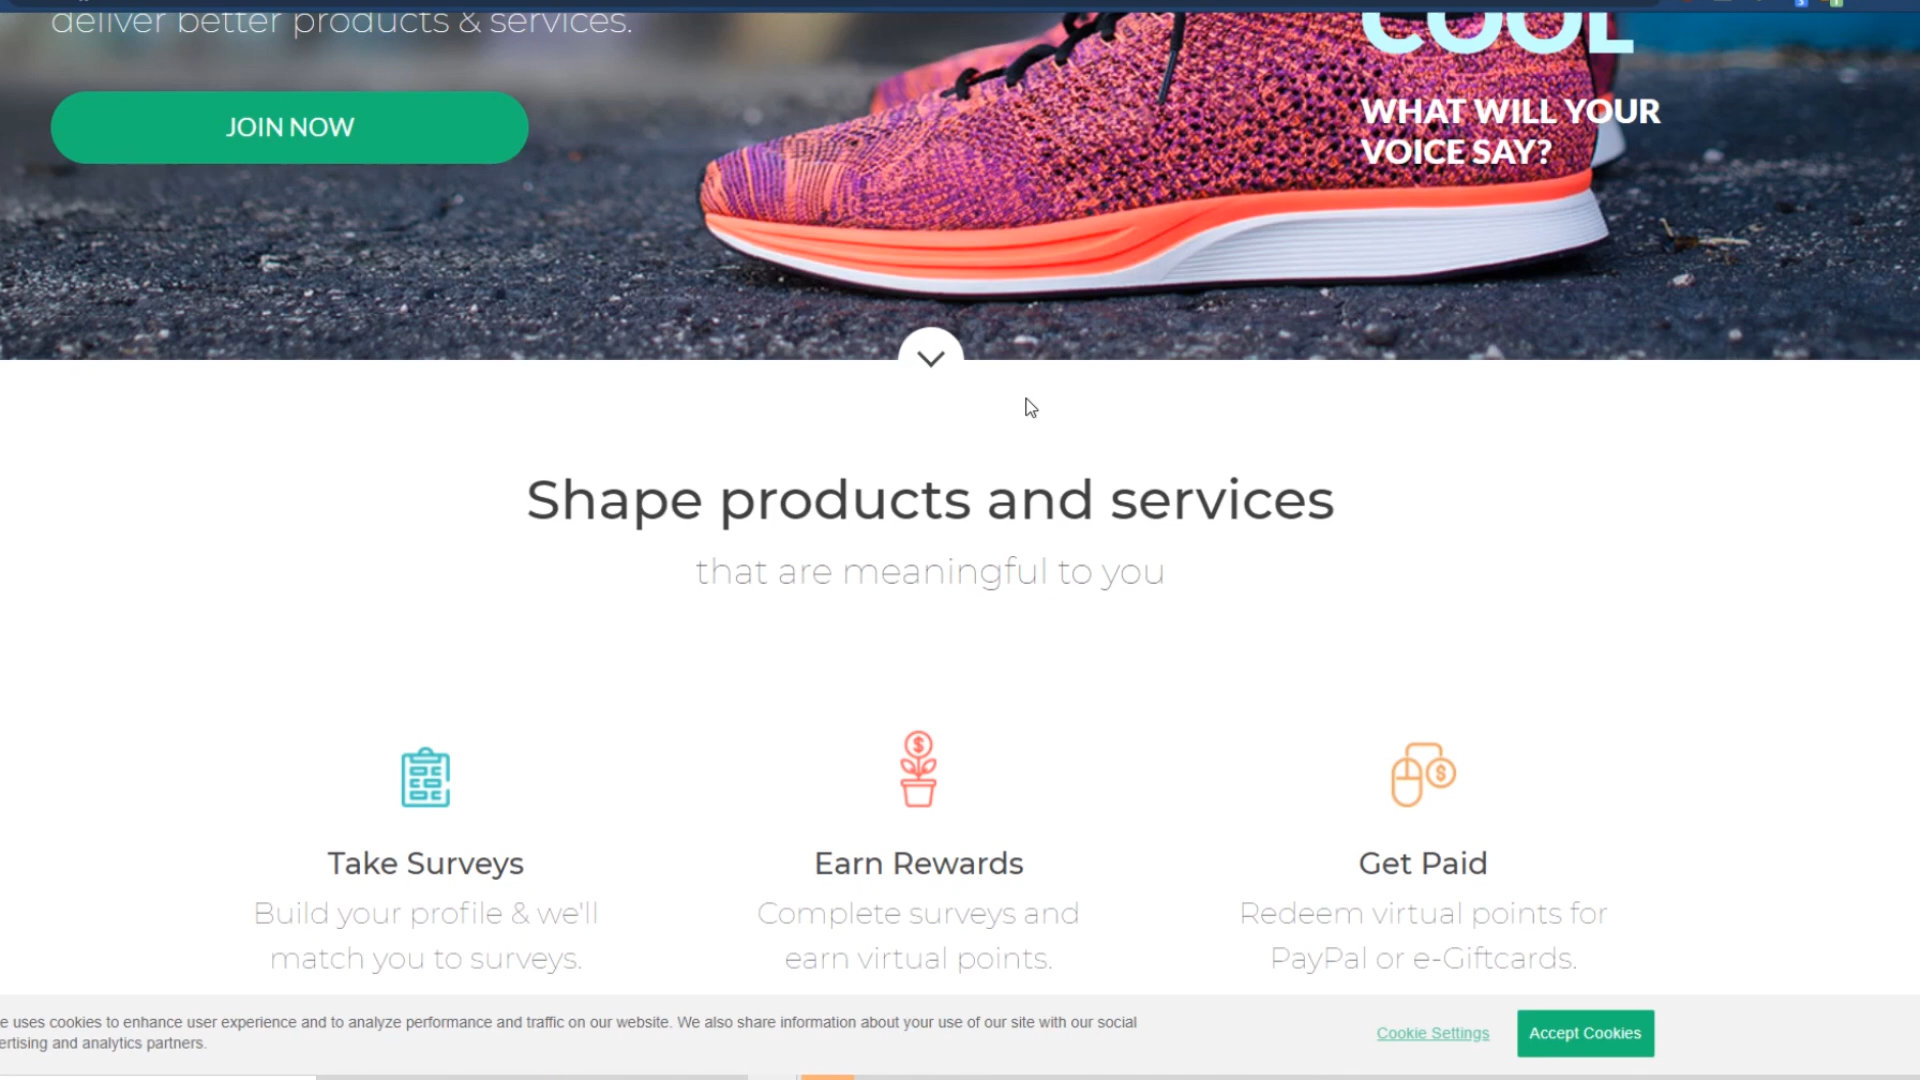 deliver better products & services.
COOL
JOIN NOW
WHAT WILL YOUR
VOICE SAY?
Shape products and services
that are meaningful to you
Take Surveys
Build your profile & we'll
match you to surveys.
Earn Rewards
Complete surveys and
earn virtual points.
Get Paid
Redeem virtual points for
PayPal or e-Giftcards.
e uses cookies to enhance user experience and to analyze performance and traffic on our website. We also share information about your use of our site with our social
ertising and analytics partners.
Cookie Settings
Accept Cookies